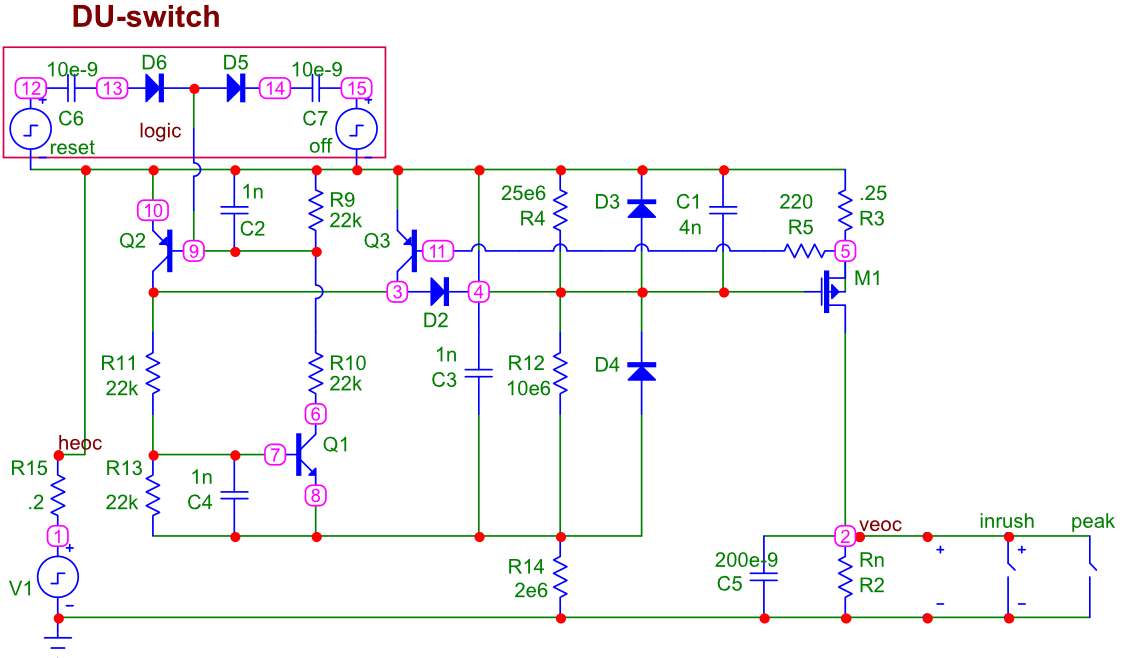 DU-switch
10e-9 D6 D5 10e-9
12 13 14 15
C6 C7
logic
reset off
1n 25e6 .25
10 R9 R4 D3 C1 220 R3
Q2 C2 22k Q3 4n R5
9 11 5
M1
3 4
D2
R11 R10 1n R12 D4
22k 22k C3 10e6
6
heoc Q1
R15 R13 7
.2 22k 1n
C4 8
1 veoc inrush peak
+ 2 + +
V1 R14 200e-9 Rn
2e6 C5 R2